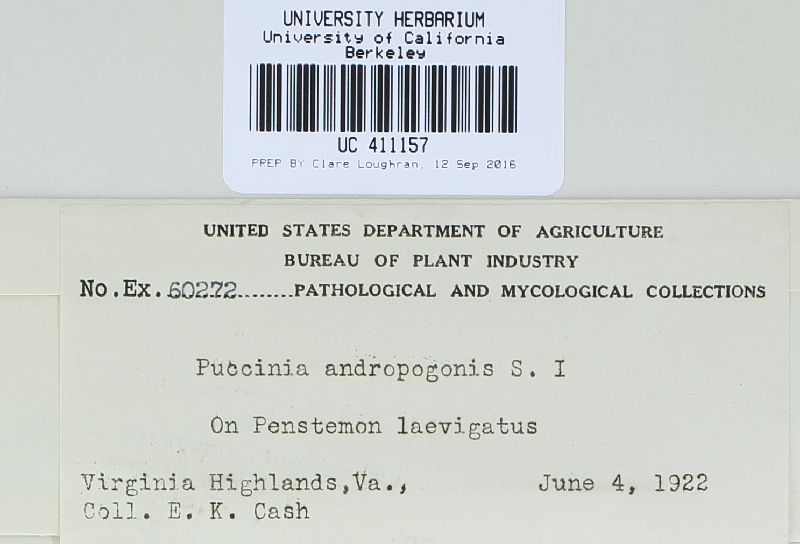 UNIVERSITY HERBARIUM
University of California
Berkeley
UC 411157
PREP BY Clare Loughran, 12 Sep 2016
UNITED STATES DEPARTMENT OF AGRICULTURE
BUREAU OF PLANT INDUSTRY
No.Ex.60272........PATHOLOGICAL AND MYCOLOGICAL COLLECTIONS
Puccinia andropogonis S. I
On Penstemon laevigatus
Virginia Highlands,Va., June 4, 1922
Coll. E. K. Cash